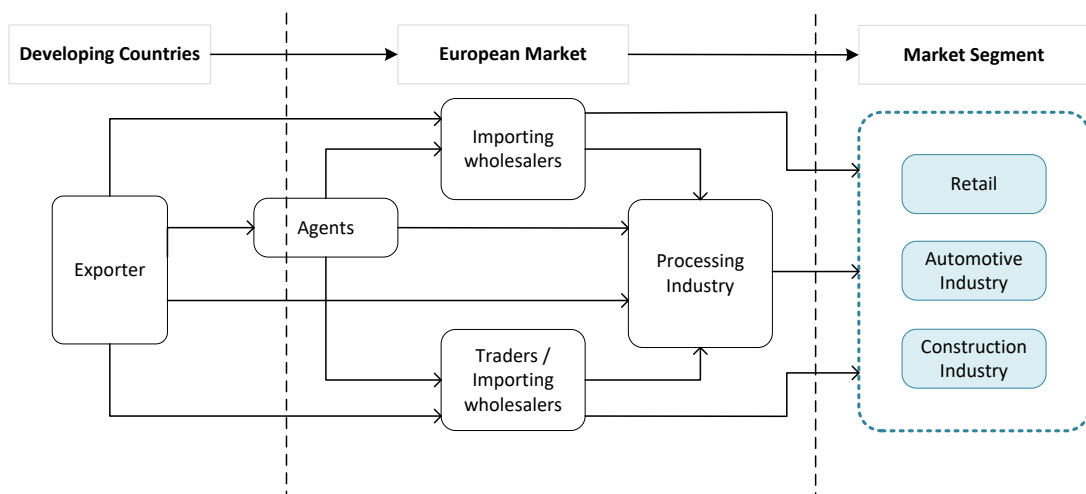 Developing Countries
European Market
Market Segment
Importing
wholesalers
Retail
Agents
Exporter
Processing
Industry
Automotive
Industry
Traders /
Importing
wholesalers
Construction
Industry